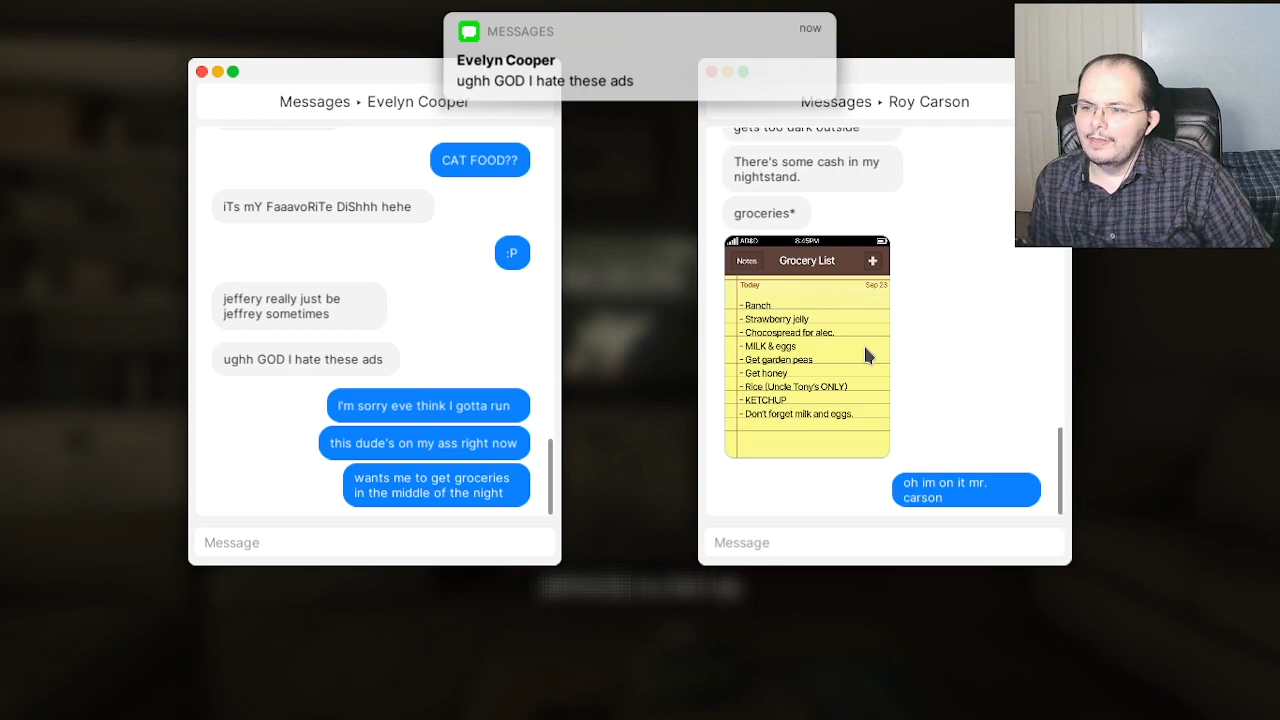 MESSAGES
now
Evelyn Cooper
ughh GOD I hate these ads
Messages ▸ Evelyn Cooper
CAT FOOD??
iTs mY FaaavoRiTe DiShhh hehe
:P
jeffery really just be
jeffrey sometimes
ughh GOD I hate these ads
I'm sorry eve think I gotta run
this dude's on my ass right now
wants me to get groceries
in the middle of the night
Message
Messages ▸ Roy Carson
gets too dark outside
There's some cash in my
nightstand.
groceries*
AD&D 8:45PM
Notes Grocery List +
Today Sep 23
- Ranch
- Strawberry jelly
- Chocospread for alec.
- MILK & eggs
- Get garden peas
- Get honey
- Rice (Uncle Tony's ONLY)
- KETCHUP
- Don't forget milk and eggs.
oh im on it mr.
carson
Message